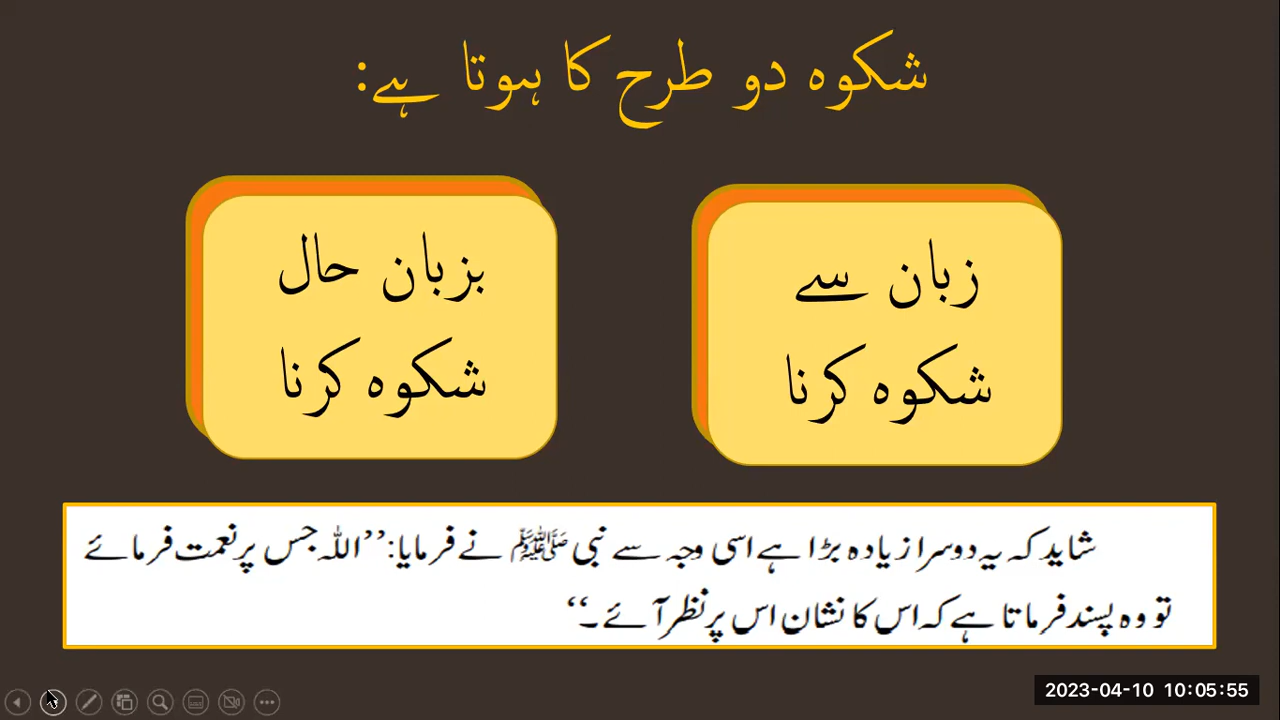 شکوہ دو طرح کا ہوتا ہے:
زبان سے
شکوہ کرنا
بزبان حال
شکوہ کرنا
شاید کہ یہ دوسرا زیادہ بڑا ہے اسی وجہ سے نبی ﷺ نے فرمایا: ’’اللہ جس پر نعمت فرمائے
تو وہ پسند فرماتا ہے کہ اس کا نشان اس پر نظر آئے۔‘‘
2023-04-10 10:05:55